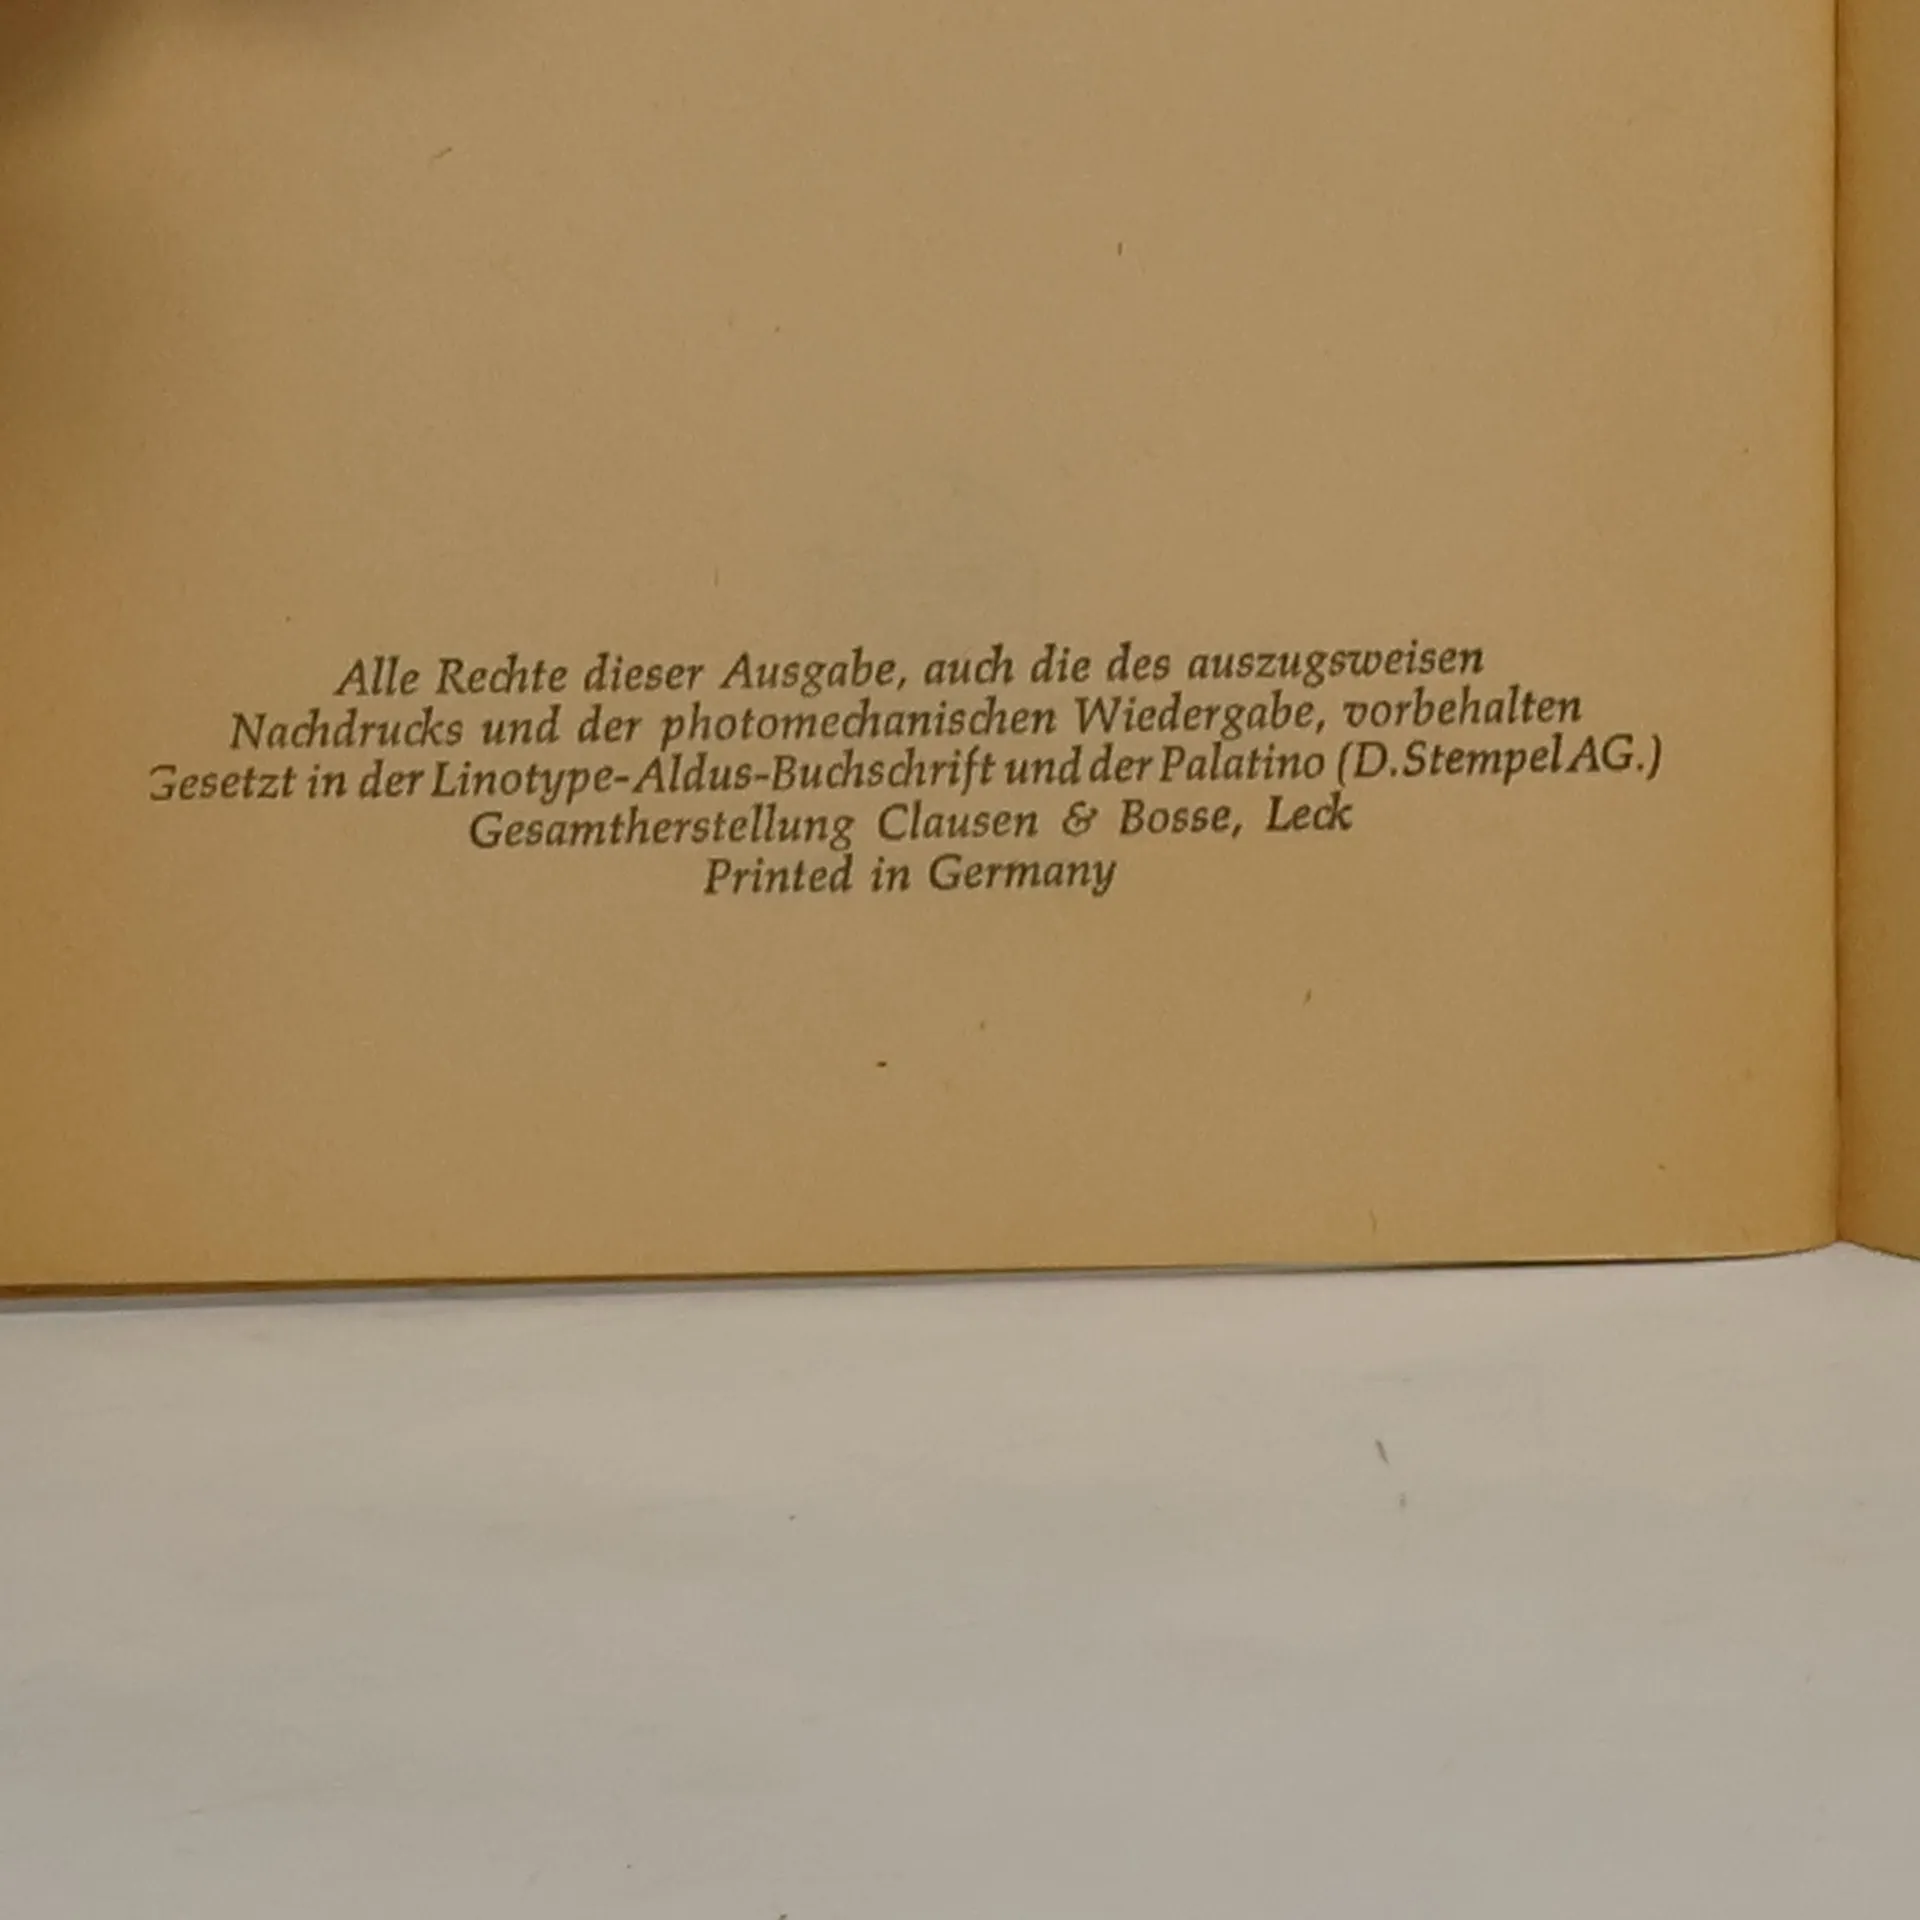 Alle Rechte dieser Ausgabe, auch die des auszugsweisen
Nachdrucks und der photomechanischen Wiedergabe, vorbehalten
Gesetzt in der Linotype-Aldus-Buchschrift und der Palatino (D.Stempel AG.)
Gesamtherstellung Clausen & Bosse, Leck
Printed in Germany